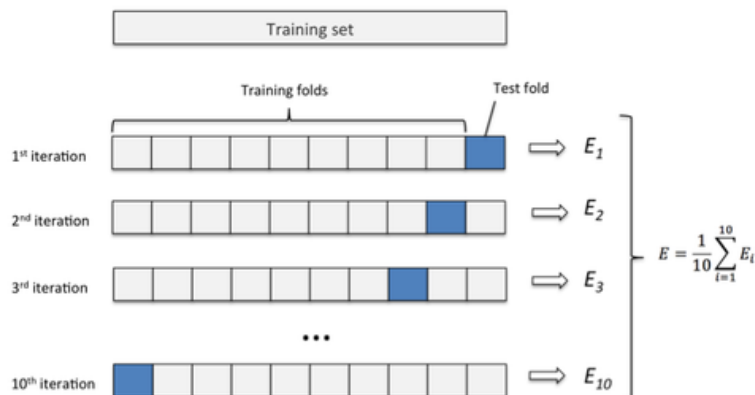 Training set
Training folds
Test fold
1st iteration
E1
2nd iteration
E2
E = 1/10 ∑ i=1 10 Ei
3rd iteration
E3
...
10th iteration
E10